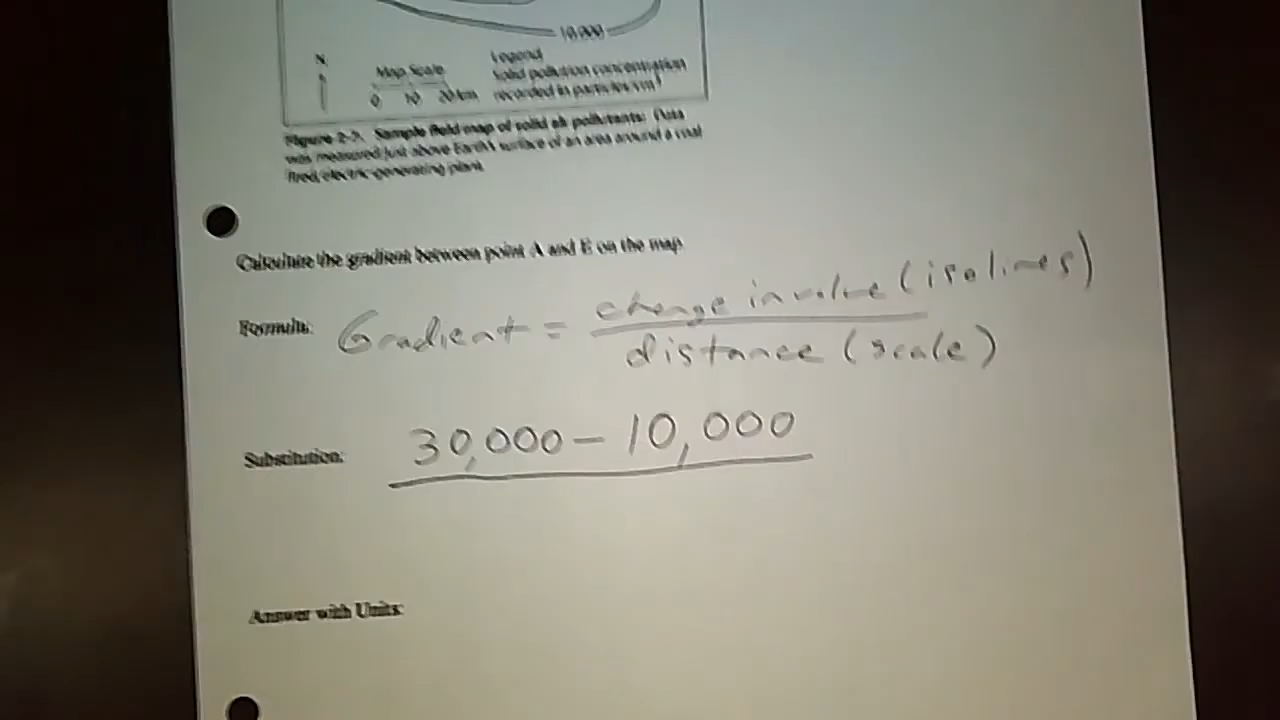 10,000
N
Map Scale
0 10 20 km
Legend
Solid pollution concentration
recorded in particles/cm³
Figure 2-7. Sample field map of solid air pollutants: Data
was measured just above Earth's surface of an area around a coal
fired, electric-generating plant.
Calculate the gradient between point A and B on the map.
Formula: Gradient = change in value (isolines)
distance (scale)
Substitution: 30,000 – 10,000
Answer with Units: